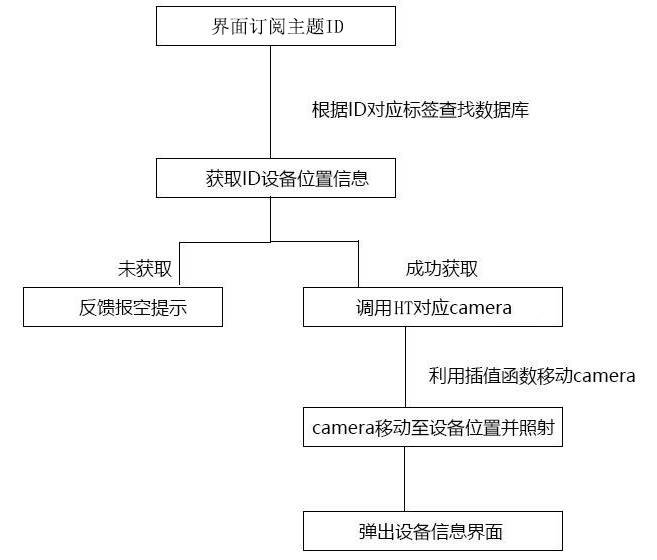 界面订阅主题ID
根据ID对应标签查找数据库
获取ID设备位置信息
未获取
成功获取
反馈报空提示
调用HT对应camera
利用插值函数移动camera
camera移动至设备位置并照射
弹出设备信息界面